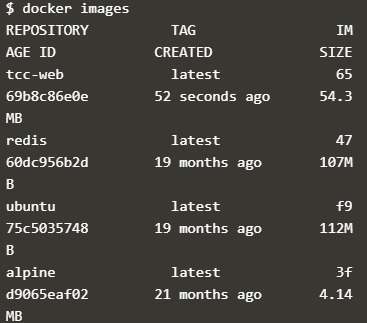 $ docker images
REPOSITORY TAG IM
AGE ID CREATED SIZE
tcc-web latest 65
69b8c86e0e 52 seconds ago 54.3
MB
redis latest 47
60dc956b2d 19 months ago 107M
B
ubuntu latest f9
75c5035748 19 months ago 112M
B
alpine latest 3f
d9065eaf02 21 months ago 4.14
MB